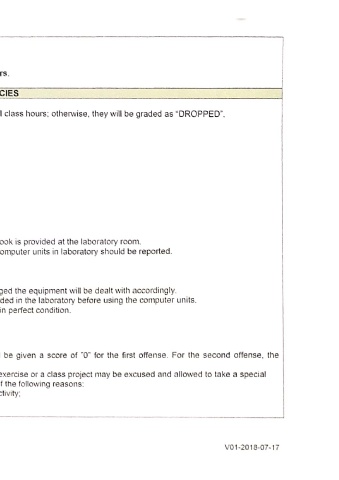 rs.
CIES
l class hours; otherwise, they will be graded as "DROPPED".
ook is provided at the laboratory room.
omputer units in laboratory should be reported.
ged the equipment will be dealt with accordingly.
ded in the laboratory before using the computer units.
in perfect condition.
be given a score of "0" for the first offense. For the second offense, the
exercise or a class project may be excused and allowed to take a special
f the following reasons:
ctivity;
V01-2018-07-17